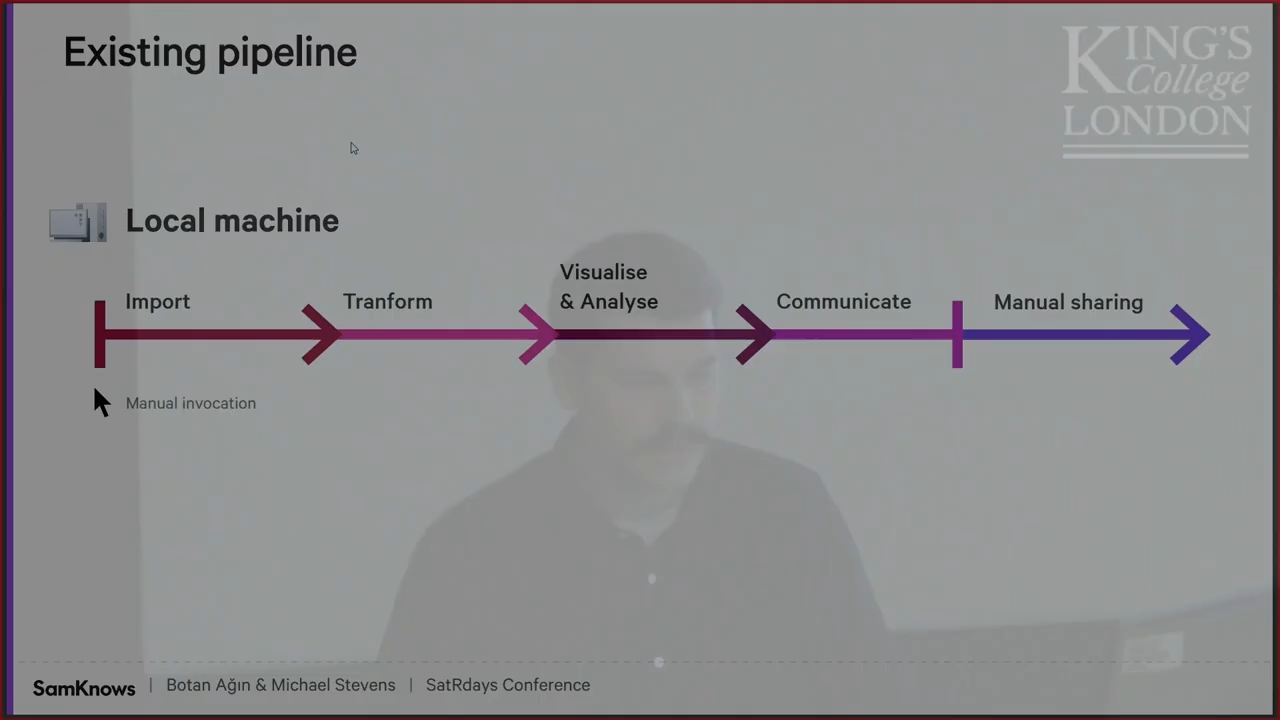 Existing pipeline
KING'S
College
LONDON
Local machine
Visualise
Import
Tranform
& Analyse
Communicate
Manual sharing
Manual invocation
SamKnows | Botan Ağın & Michael Stevens | SatRdays Conference